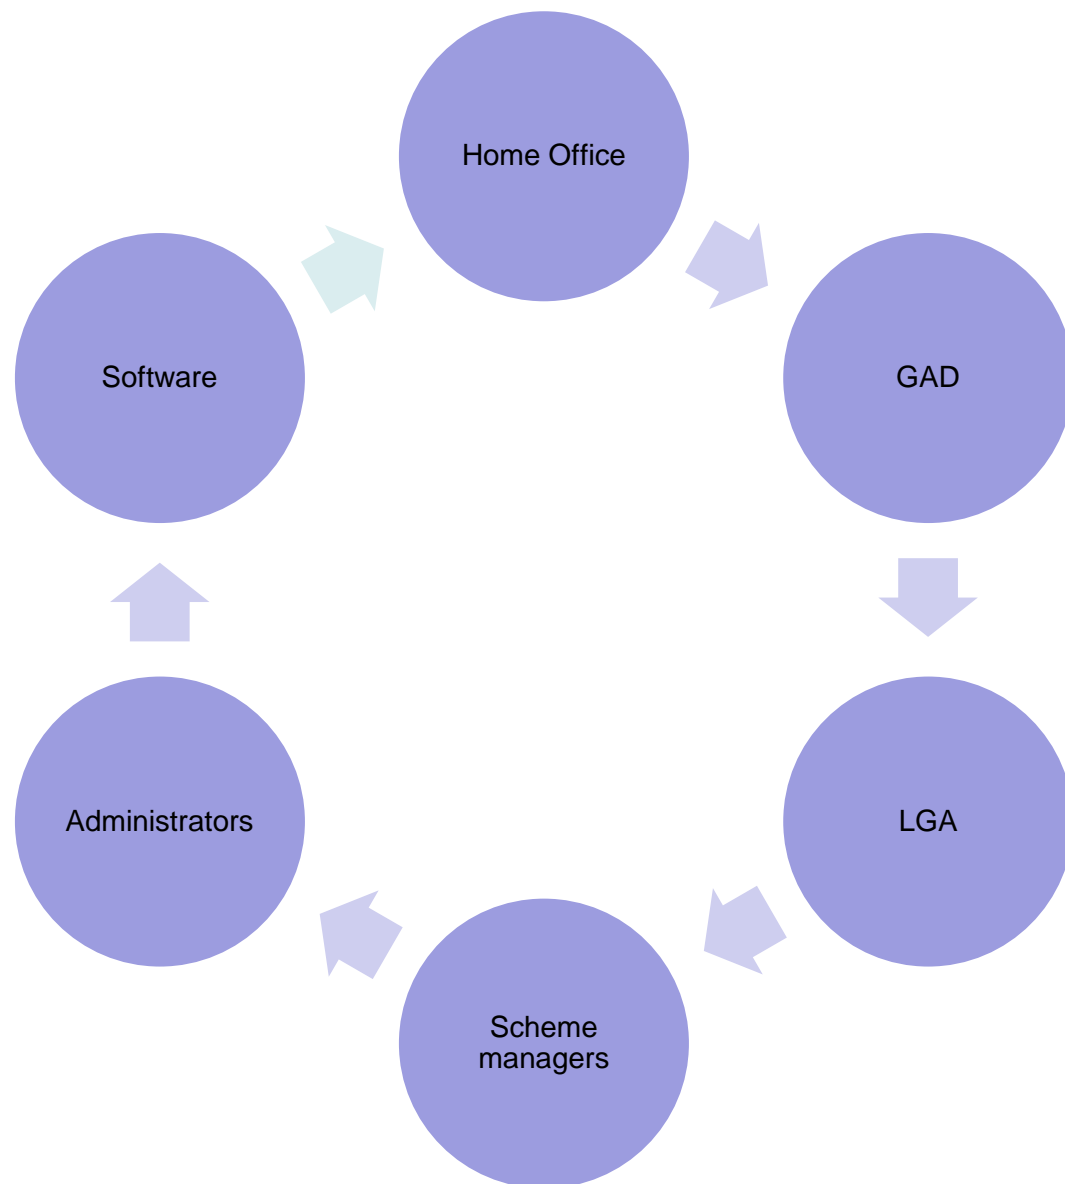 Home Office
GAD
LGA
Scheme
managers
Administrators
Software